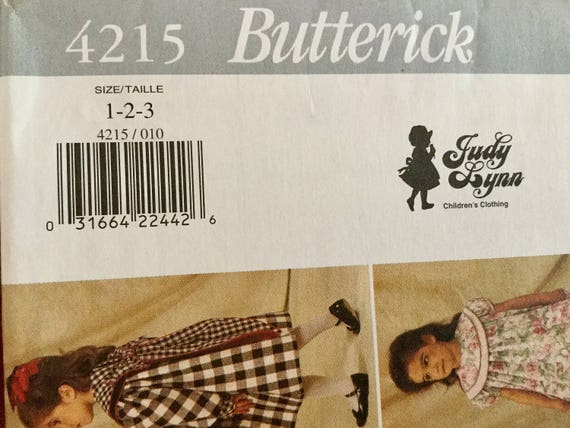 4215 Butterick
SIZE/TAILLE
1-2-3
4215/010
0 31664 22442 6
Judy
Lynn
Children's Clothing